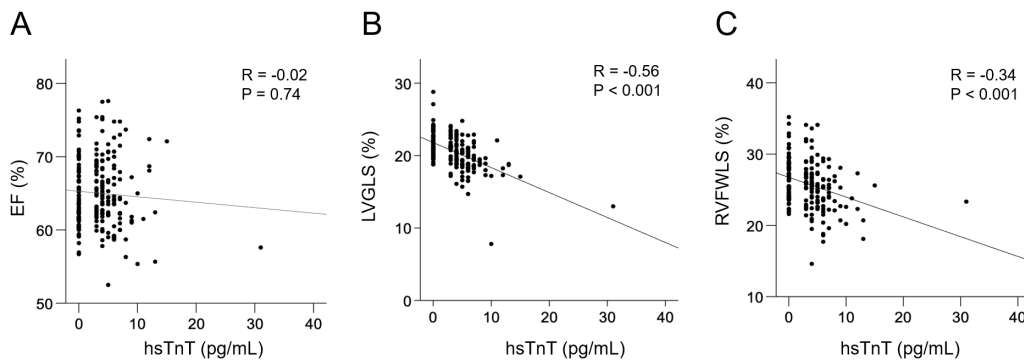 A
R = -0.02
P = 0.74
80
70
60
50
EF (%)
0 10 20 30 40
hsTnT (pg/mL)
B
R = -0.56
P < 0.001
30
20
10
0
LVGLS (%)
0 10 20 30 40
hsTnT (pg/mL)
C
R = -0.34
P < 0.001
40
30
20
10
RVFWLS (%)
0 10 20 30 40
hsTnT (pg/mL)